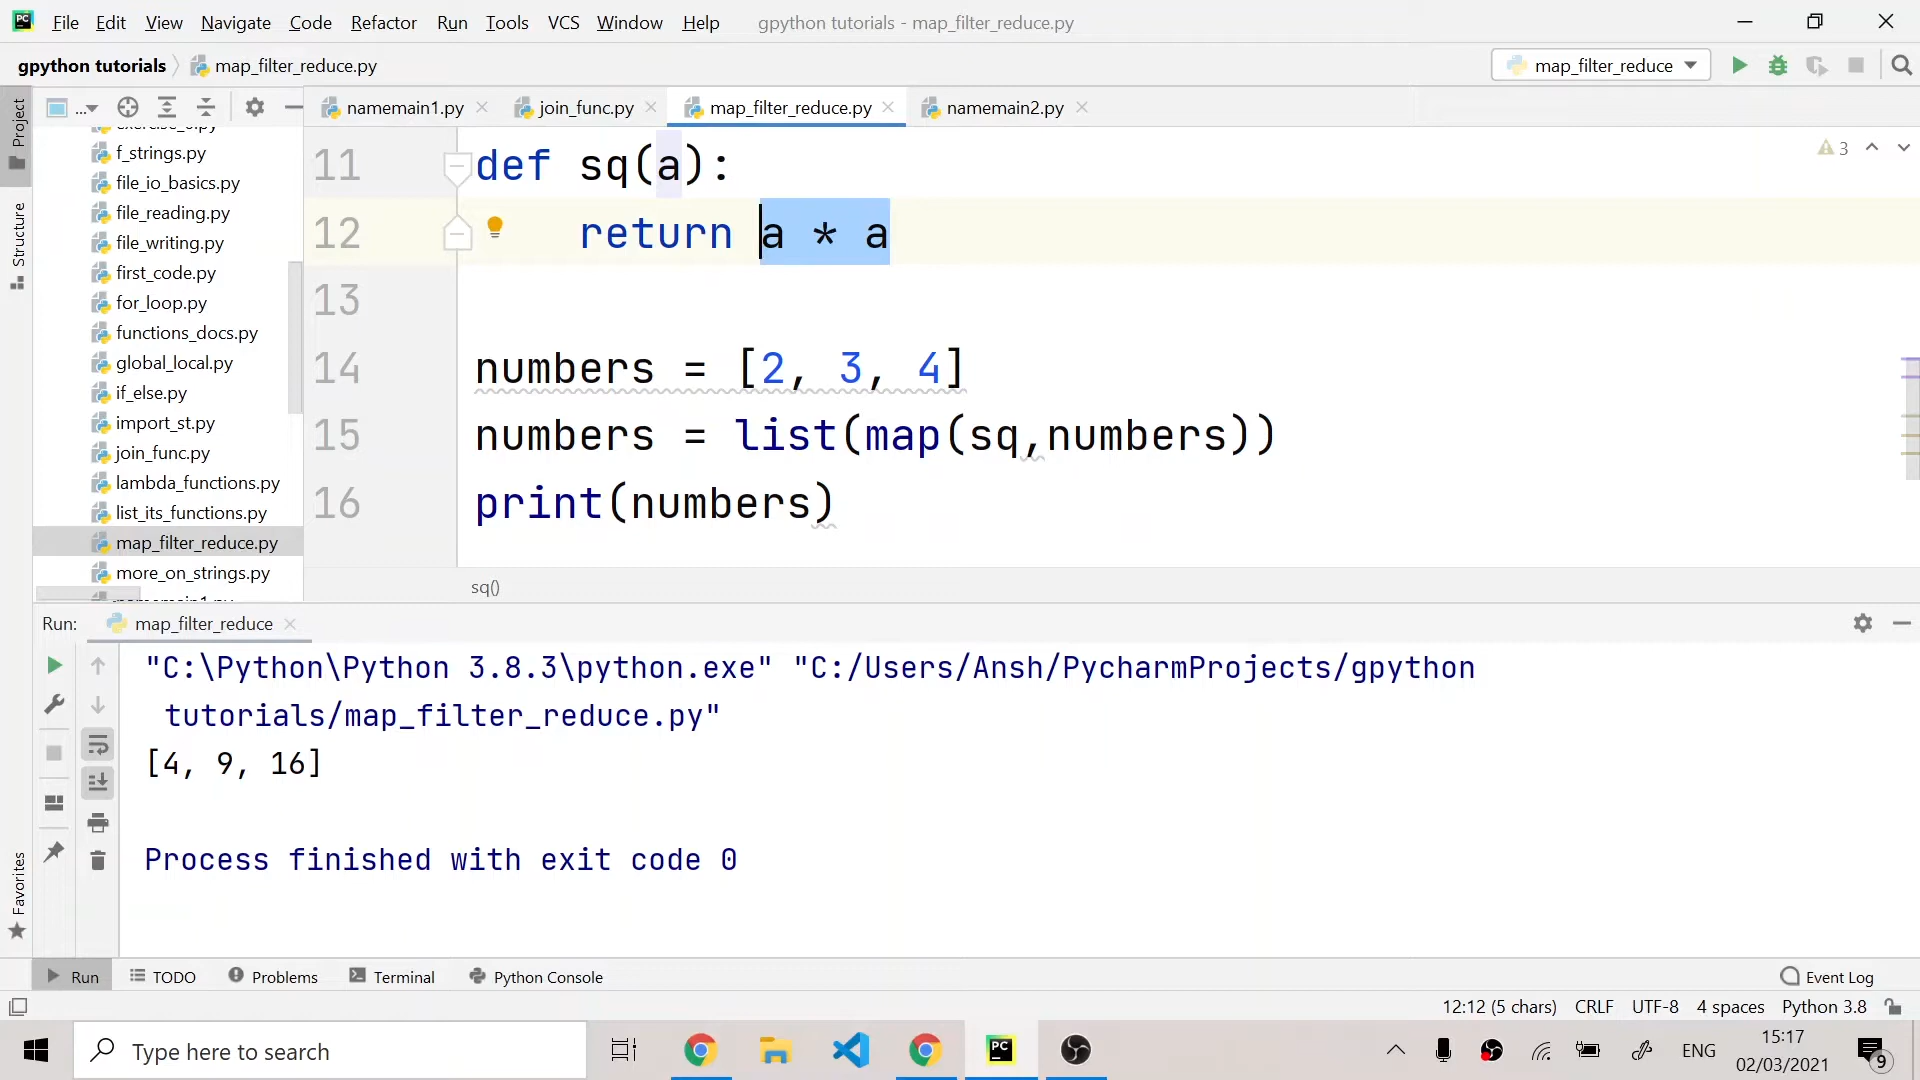 File Edit View Navigate Code Refactor Run Tools VCS Window Help gpython tutorials - map_filter_reduce.py
gpython tutorials map_filter_reduce.py map_filter_reduce
... namemain1.py join_func.py map_filter_reduce.py namemain2.py
Project
Structure
Favorites
f_strings.py
file_io_basics.py
file_reading.py
file_writing.py
first_code.py
for_loop.py
functions_docs.py
global_local.py
if_else.py
import_st.py
join_func.py
lambda_functions.py
list_its_functions.py
map_filter_reduce.py
more_on_strings.py
11 def sq(a):
3
12 return a * a
13
14 numbers = [2, 3, 4]
15 numbers = list(map(sq,numbers))
16 print(numbers)
sq()
Run: map_filter_reduce
"C:\Python\Python 3.8.3\python.exe" "C:/Users/Ansh/PycharmProjects/gpython
tutorials/map_filter_reduce.py"
[4, 9, 16]
Process finished with exit code 0
Run TODO Problems Terminal Python Console Event Log
12:12 (5 chars) CRLF UTF-8 4 spaces Python 3.8
Type here to search PC ENG 15:17
02/03/2021 9